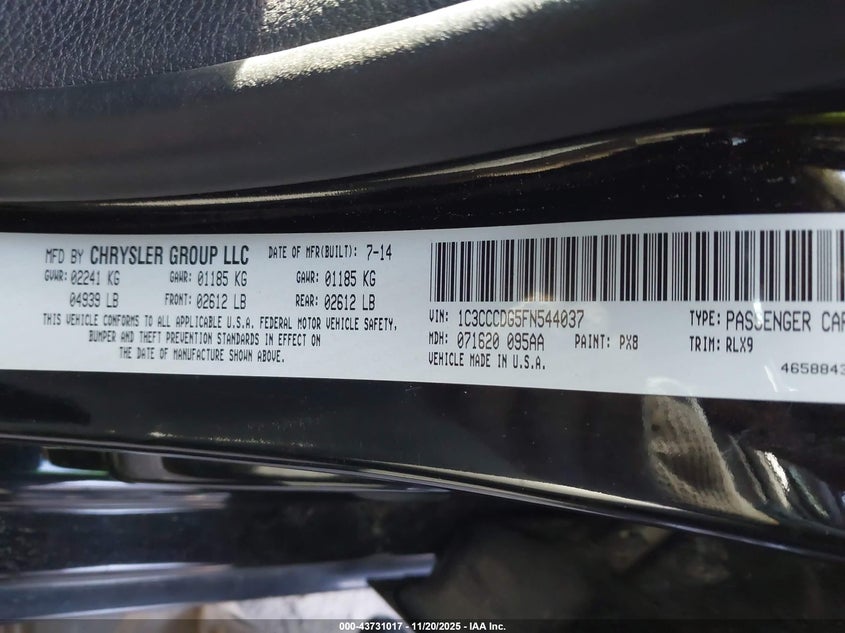 MFD BY CHRYSLER GROUP LLC DATE OF MFR(BUILT): 7-14
GVWR: 02241 KG GAWR: 01185 KG GAWR: 01185 KG
04939 LB FRONT: 02612 LB REAR: 02612 LB
THIS VEHICLE CONFORMS TO ALL APPLICABLE U.S.A. FEDERAL MOTOR VEHICLE SAFETY,
BUMPER AND THEFT PREVENTION STANDARDS IN EFFECT ON
THE DATE OF MANUFACTURE SHOWN ABOVE.
VIN: 1C3CCCDG5FN544037 TYPE: PASSENGER CAR
MDH: 071620 095AA PAINT: PX8 TRIM: RLX9
VEHICLE MADE IN U.S.A.
4658843
000-43731017 - 11/20/2025 - IAA Inc.